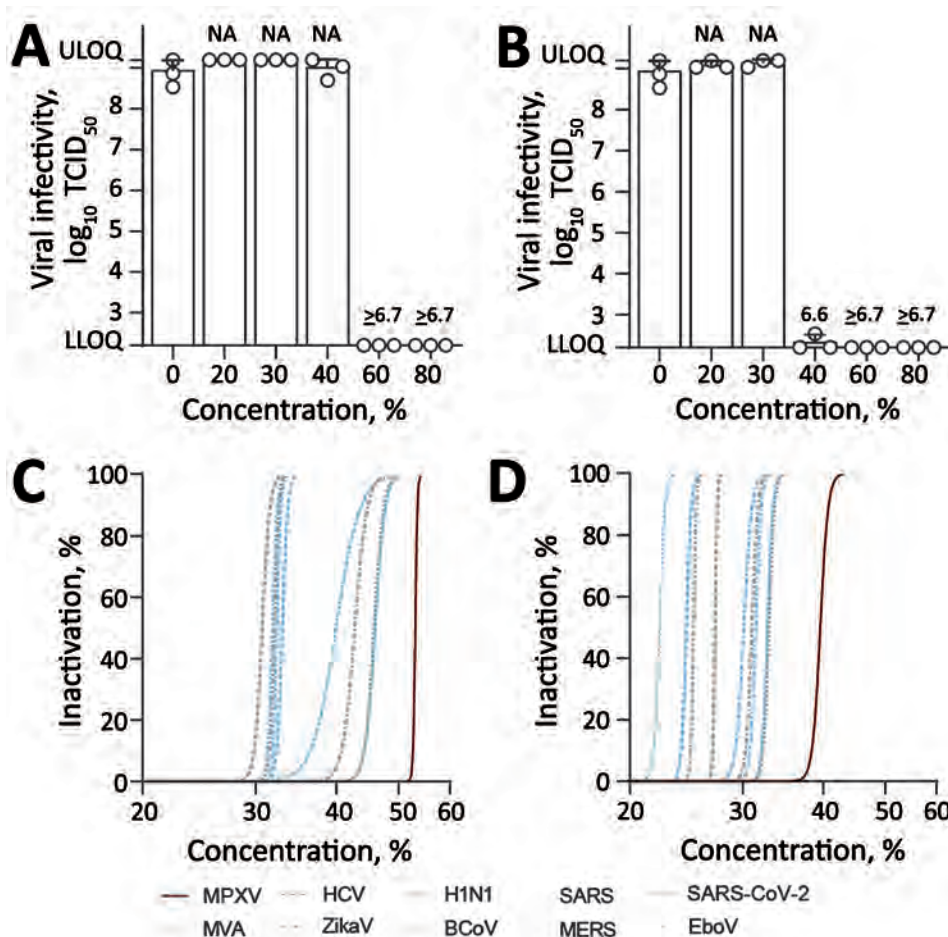 A
NA NA NA
ULOQ
8
7
6
5
4
3
LLOQ
Viral infectivity,
log10 TCID50
≥6.7 ≥6.7
0 20 30 40 60 80
Concentration, %
B
NA NA
ULOQ
8
7
6
5
4
3
LLOQ
Viral infectivity,
log10 TCID50
6.6 ≥6.7 ≥6.7
0 20 30 40 60 80
Concentration, %
C
100
80
60
40
20
0
Inactivation, %
20 30 40 50 60
Concentration, %
D
100
80
60
40
20
0
Inactivation, %
20 30 40 50 60
Concentration, %
MPXV HCV H1N1 SARS SARS-CoV-2
MVA ZikaV BCoV MERS EboV